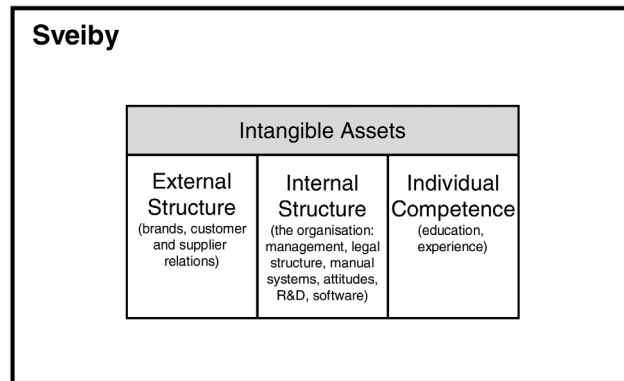 Sveiby
Intangible Assets
External
Structure
(brands, customer
and supplier
relations)
Internal
Structure
(the organisation:
management, legal
structure, manual
systems, attitudes,
R&D, software)
Individual
Competence
(education,
experience)